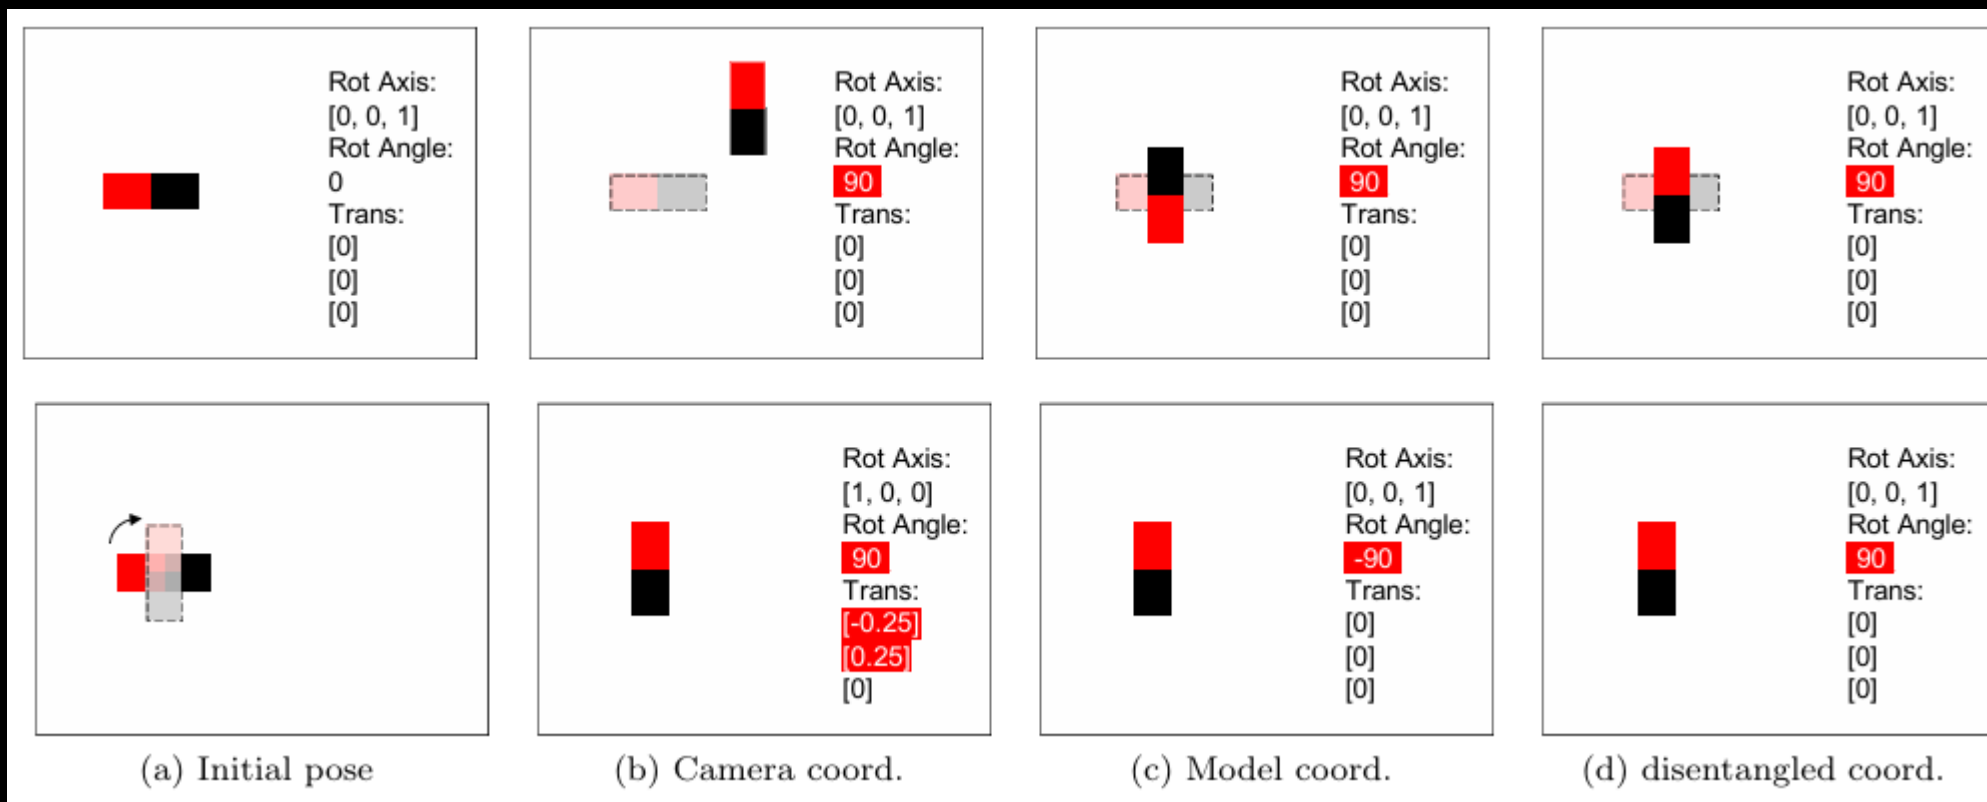 Rot Axis:
[0, 0, 1]
Rot Angle:
0
Trans:
[0]
[0]
[0]
Rot Axis:
[0, 0, 1]
Rot Angle:
90
Trans:
[0]
[0]
[0]
Rot Axis:
[0, 0, 1]
Rot Angle:
90
Trans:
[0]
[0]
[0]
Rot Axis:
[0, 0, 1]
Rot Angle:
90
Trans:
[0]
[0]
[0]
Rot Axis:
[1, 0, 0]
Rot Angle:
90
Trans:
[-0.25]
[0.25]
[0]
Rot Axis:
[0, 0, 1]
Rot Angle:
-90
Trans:
[0]
[0]
[0]
Rot Axis:
[0, 0, 1]
Rot Angle:
90
Trans:
[0]
[0]
[0]
(a) Initial pose
(b) Camera coord.
(c) Model coord.
(d) disentangled coord.